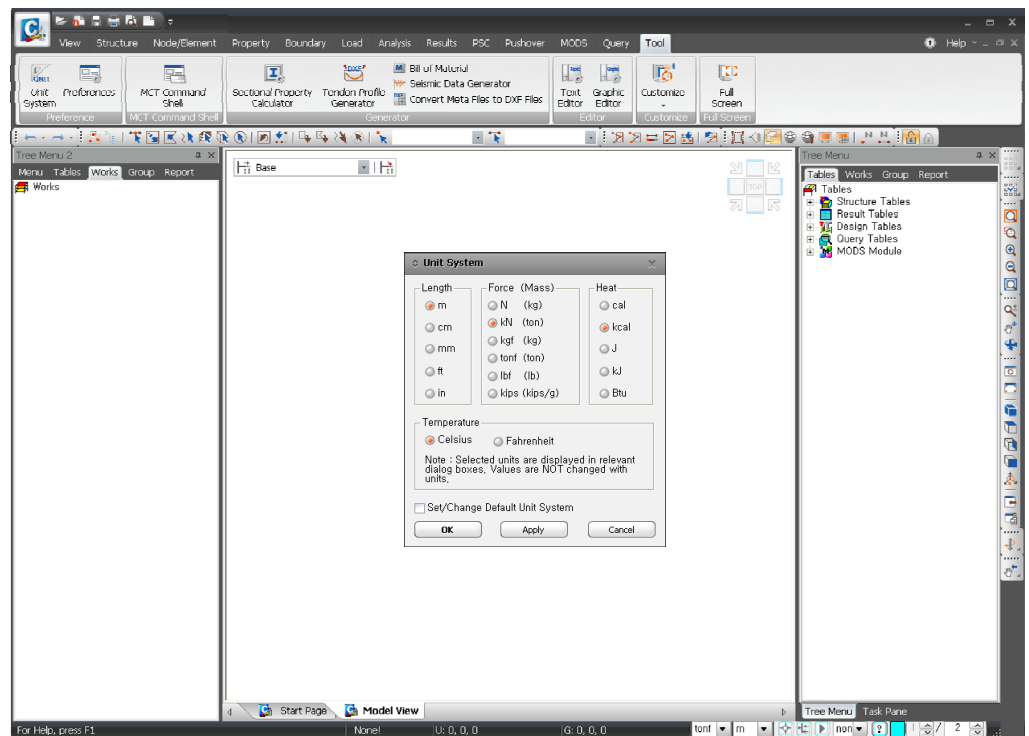 View Structure Node/Element Property Boundary Load Analysis Results PSC Pushover MODS Query Tool Help
Unit System
Preferences
MCT Command Shell
Sectional Property Calculator
Tendon Profile Generator
Bill of Material
Seismic Data Generator
Convert Meta Files to DXF Files
Text Editor
Graphic Editor
Customize
Full Screen
Preference MCT Command Shell Generator Editor Customize Full Screen
Tree Menu 2
Menu Tables Works Group Report
Works
Base
TOP
Tree Menu
Tables Works Group Report
Tables
Structure Tables
Result Tables
Design Tables
Query Tables
MODS Module
Unit System
Length Force (Mass) Heat
m N (kg) cal
cm kN (ton) kcal
mm kgf (kg) J
ft tonf (ton) kJ
in lbf (lb) Btu
kips (kips/g)
Temperature
Celsius Fahrenheit
Note : Selected units are displayed in relevant
dialog boxes. Values are NOT changed with
units.
Set/Change Default Unit System
OK Apply Cancel
Start Page Model View
Tree Menu Task Pane
For Help, press F1 None! U: 0, 0, 0 G: 0, 0, 0 tonf m non ? 1 / 2